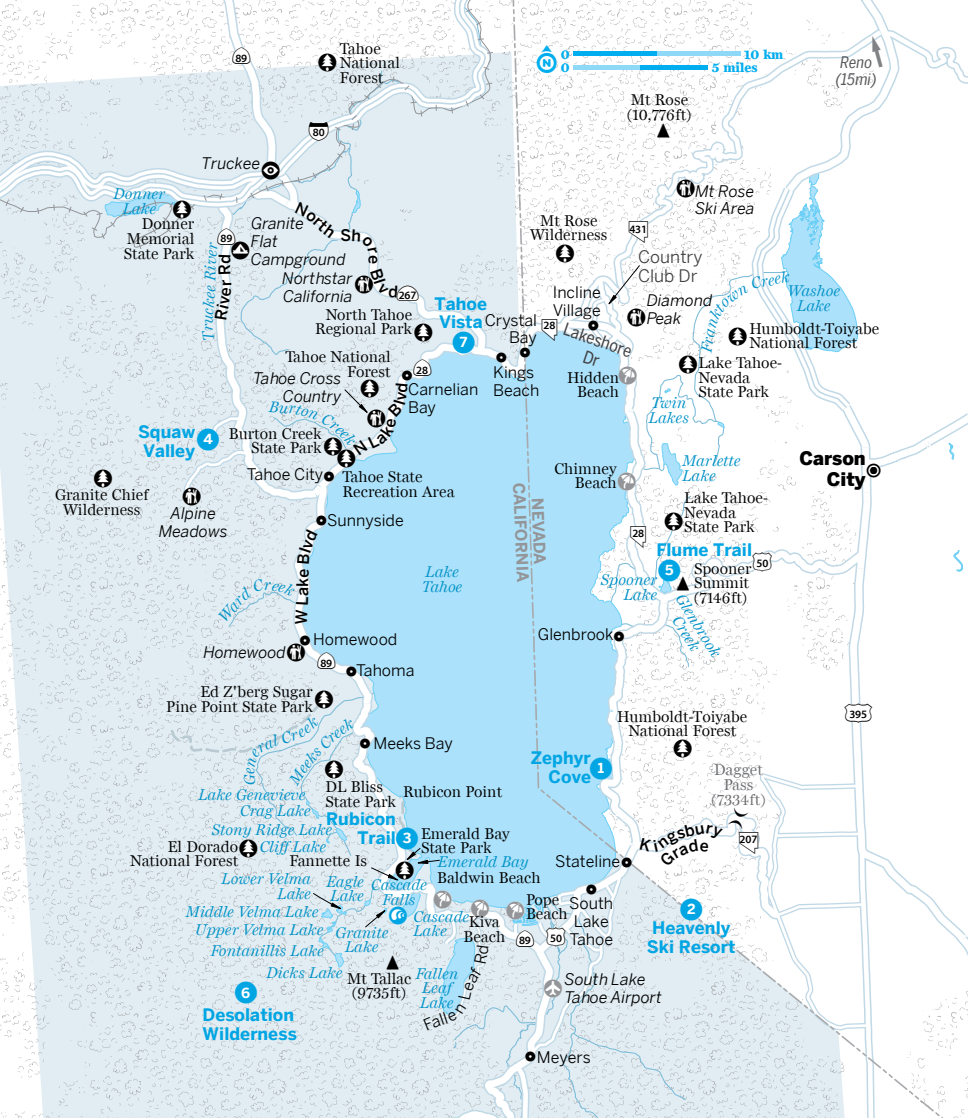 89
Tahoe
National
Forest
N
0
10 km
0
5 miles
Reno
(15mi)
Mt Rose
(10,776ft)
80
Truckee
Donner
Lake
Donner
Memorial
State Park
89
Granite
Flat
Campground
Truckee River
River Rd
North Shore Blvd
267
Northstar
California
Mt Rose
Ski Area
Mt Rose
Wilderness
431
Country
Club Dr
Incline
Village
Diamond
Peak
Franktown Creek
Washoe
Lake
North Tahoe
Regional Park
Tahoe
Vista
7
Crystal
Bay
28
Lakeshore
Dr
Humboldt-Toiyabe
National Forest
Kings
Beach
Hidden
Beach
Lake Tahoe-
Nevada
State Park
Tahoe National
Forest
28
Carnelian
Bay
Tahoe Cross
Country
Burton Creek
N Lake Blvd
Twin
Lakes
Squaw
Valley
4
Burton Creek
State Park
Tahoe City
Tahoe State
Recreation Area
Chimney
Beach
Marlette
Lake
Carson
City
Granite Chief
Wilderness
Alpine
Meadows
Sunnyside
NEVADA
CALIFORNIA
Lake Tahoe-
Nevada
State Park
28
Flume Trail
5
50
Spooner
Summit
(7146ft)
Spooner
Lake
Glenbrook
Creek
W Lake Blvd
Ward Creek
Lake
Tahoe
Glenbrook
Homewood
Homewood
89
Tahoma
Ed Z'berg Sugar
Pine Point State Park
General Creek
Meeks Creek
Meeks Bay
Humboldt-Toiyabe
National Forest
395
Zephyr
Cove
1
Dagget
Pass
(7334ft)
DL Bliss
State Park
Rubicon Point
Lake Genevieve
Crag Lake
Rubicon
Trail
3
Stony Ridge Lake
Cliff Lake
El Dorado
National Forest
Emerald Bay
State Park
Fannette Is
Emerald Bay
Baldwin Beach
Kingsbury
Grade
207
Stateline
Lower Velma
Lake
Eagle
Lake
Cascade
Falls
Middle Velma Lake
Upper Velma Lake
Granite
Lake
Cascade
Lake
Kiva
Beach
Pope
Beach
South
Lake
Tahoe
89
50
2
Heavenly
Ski Resort
Fontanillis Lake
Dicks Lake
Mt Tallac
(9735ft)
Fallen
Leaf
Lake
Fallen Leaf Rd
South Lake
Tahoe Airport
6
Desolation
Wilderness
Meyers